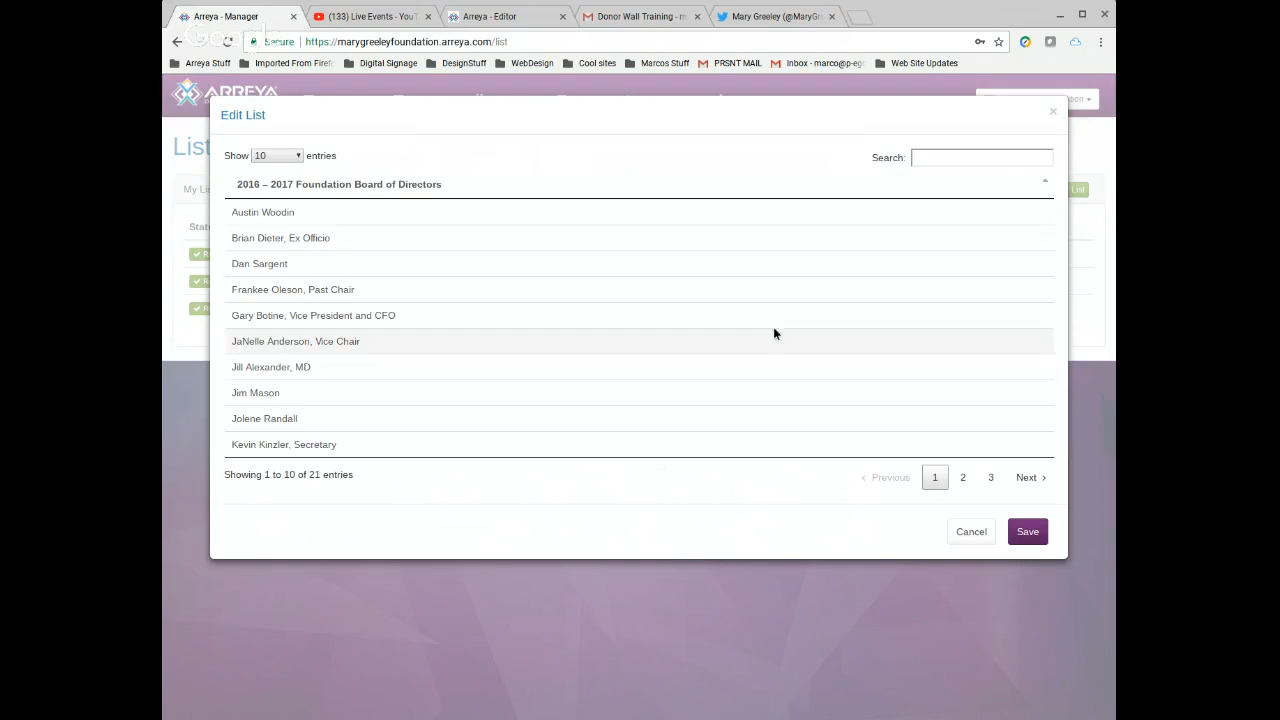 Arreya - Manager
(133) Live Events - YouT
Arreya - Editor
Donor Wall Training - m
Mary Greeley (@MaryGr
Google
Secure https://marygreeleyfoundation.arreya.com/list
Arreya Stuff
Imported From Firef
Digital Signage
DesignStuff
WebDesign
Cool sites
Marcos Stuff
PRSNT MAIL
Inbox - marco@p-eg
Web Site Updates
ARREYA
List
My Li
List
Stat
Edit List
×
Show 10 entries
Search:
2016 – 2017 Foundation Board of Directors
Austin Woodin
Brian Dieter, Ex Officio
Dan Sargent
Frankee Oleson, Past Chair
Gary Botine, Vice President and CFO
JaNelle Anderson, Vice Chair
Jill Alexander, MD
Jim Mason
Jolene Randall
Kevin Kinzler, Secretary
Showing 1 to 10 of 21 entries
‹ Previous 1 2 3 Next ›
Cancel
Save